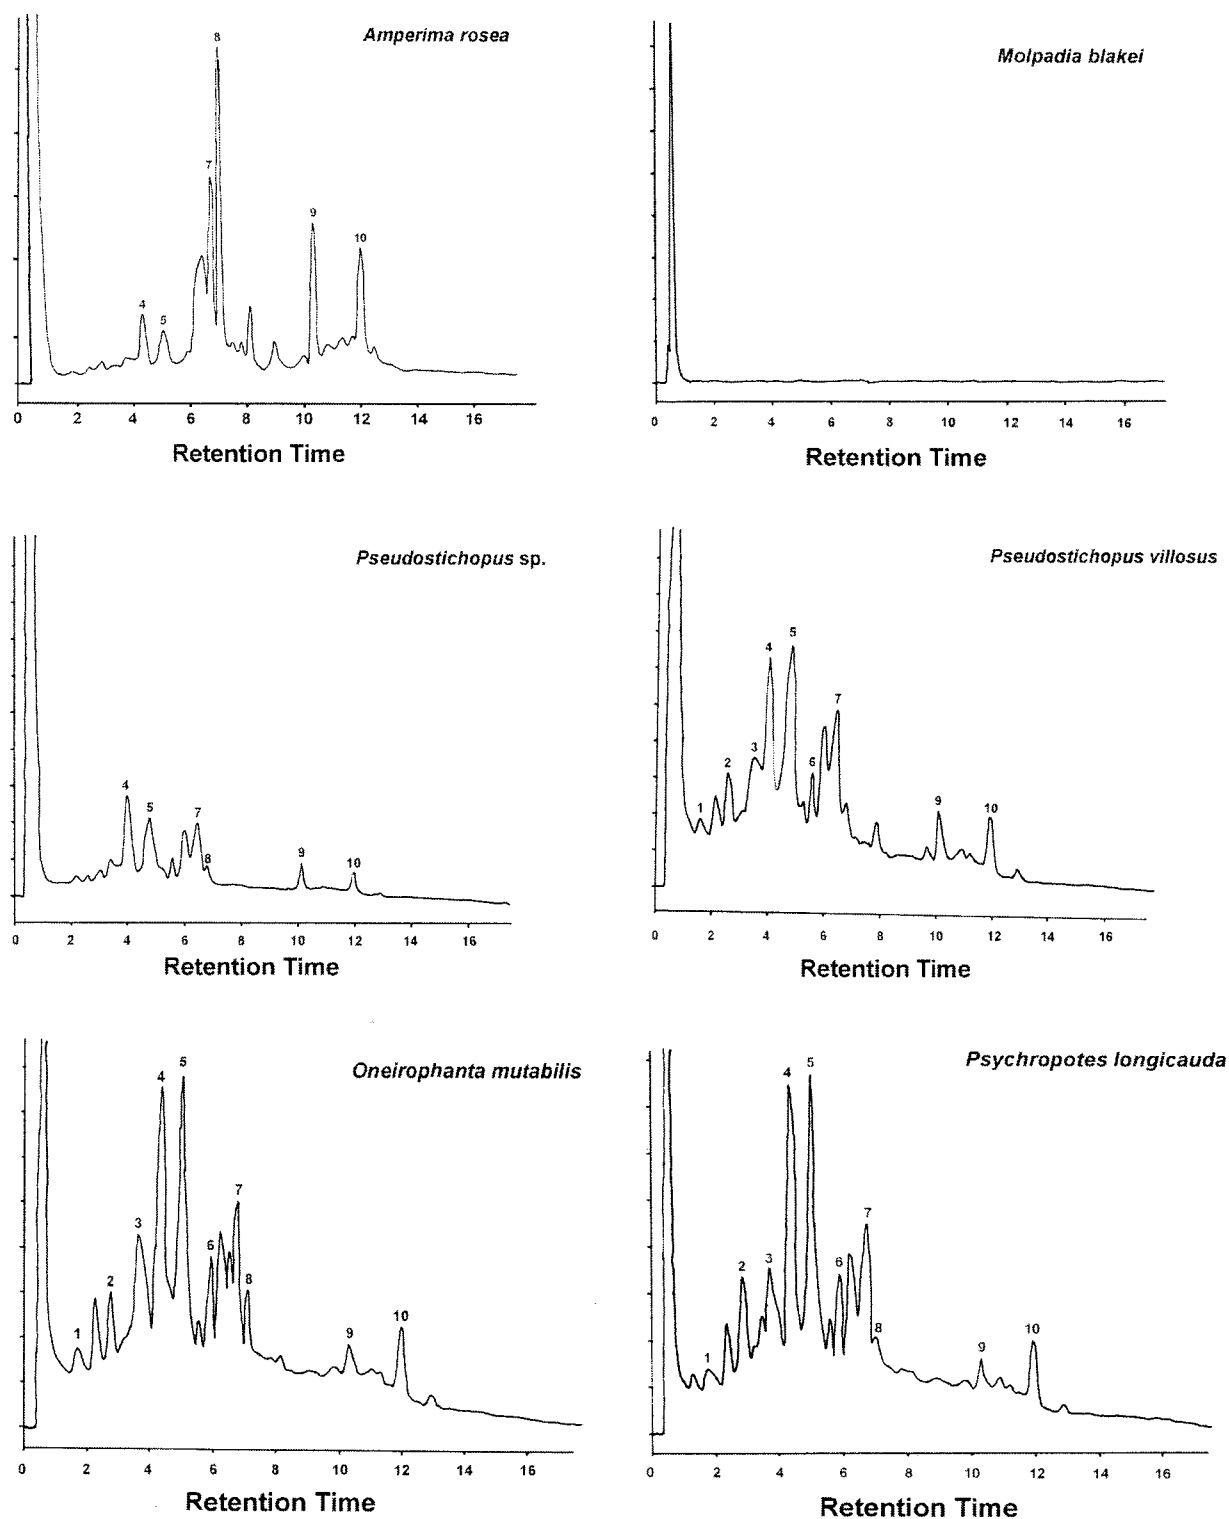 Amperima rosea
8
7
9
10
4
5
0 2 4 6 8 10 12 14 16
Retention Time
Molpadia blakei
0 2 4 6 8 10 12 14 16
Retention Time
Pseudostichopus sp.
4
5
7
8
9
10
0 2 4 6 8 10 12 14 16
Retention Time
Pseudostichopus villosus
5
4
7
3
2
6
1
9
10
0 2 4 6 8 10 12 14 16
Retention Time
Oneirophanta mutabilis
5
4
7
3
6
2
8
1
9
10
0 2 4 6 8 10 12 14 16
Retention Time
Psychropotes longicauda
5
4
7
3
2
6
8
1
9
10
0 2 4 6 8 10 12 14 16
Retention Time